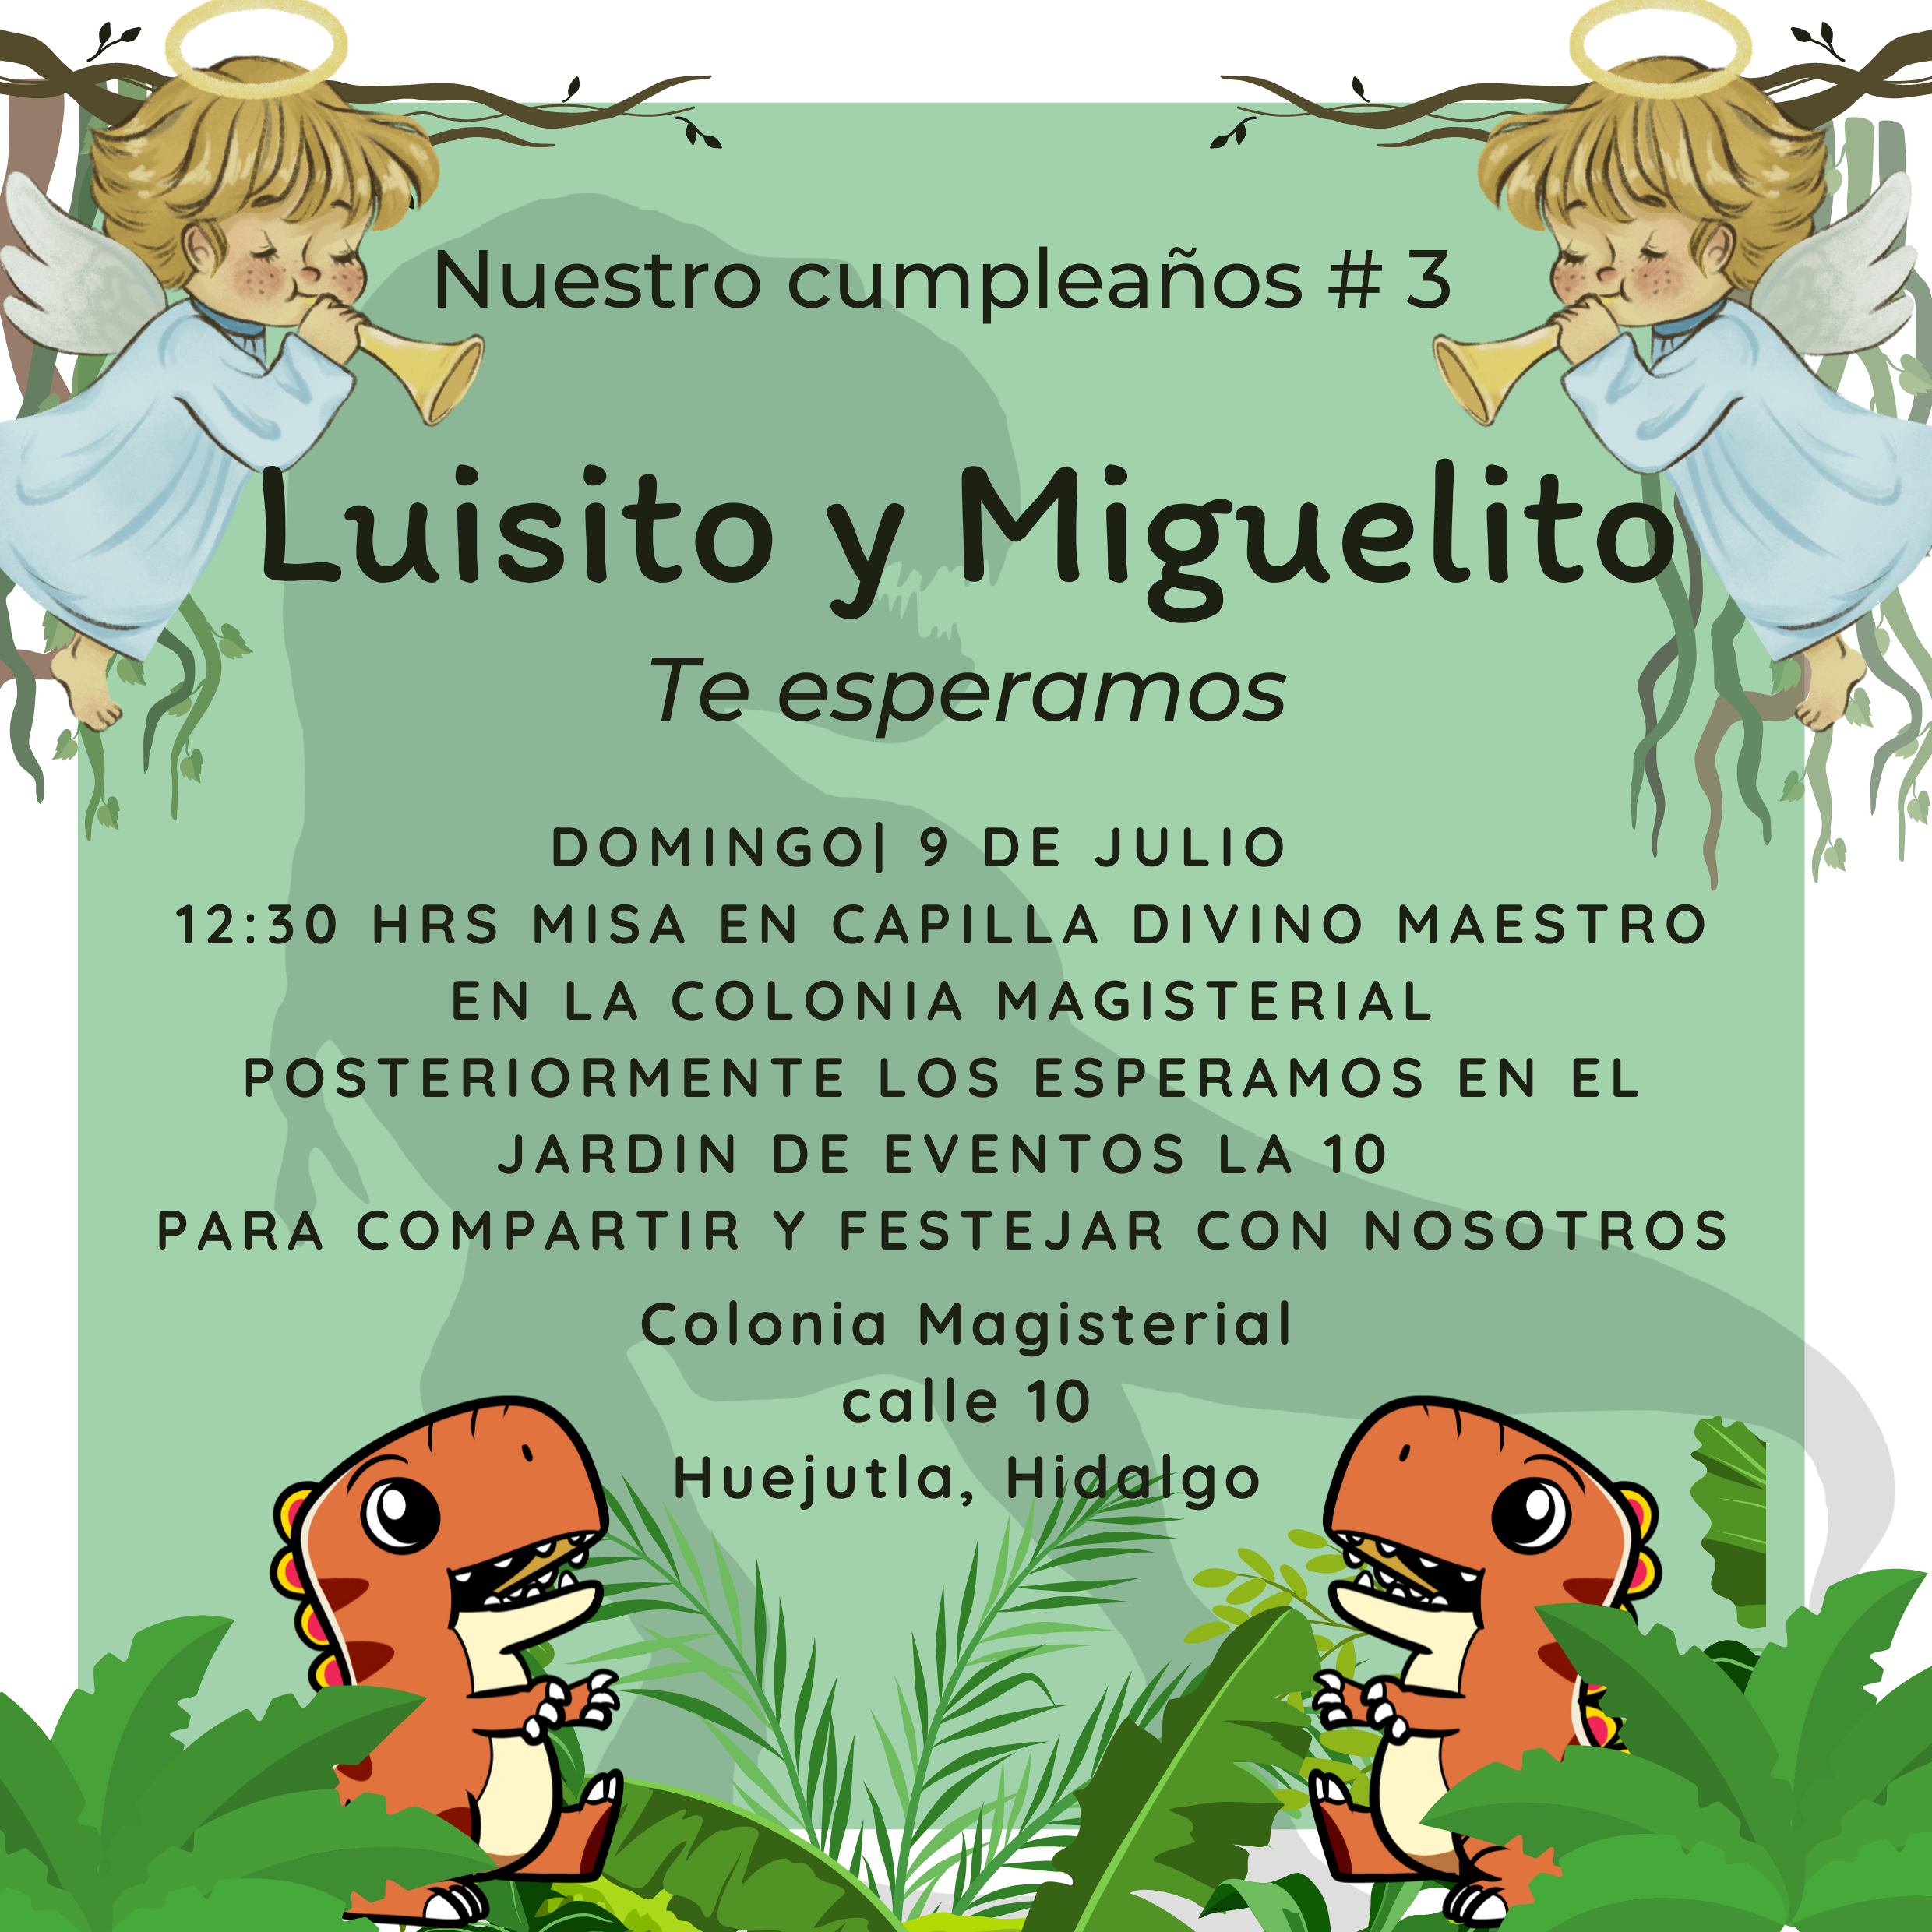 Nuestro cumpleaños # 3
Luisito y Miguelito
Te esperamos
DOMINGO| 9 DE JULIO
12:30 HRS MISA EN CAPILLA DIVINO MAESTRO
EN LA COLONIA MAGISTERIAL
POSTERIORMENTE LOS ESPERAMOS EN EL
JARDIN DE EVENTOS LA 10
PARA COMPARTIR Y FESTEJAR CON NOSOTROS
Colonia Magisterial
calle 10
Huejutla, Hidalgo